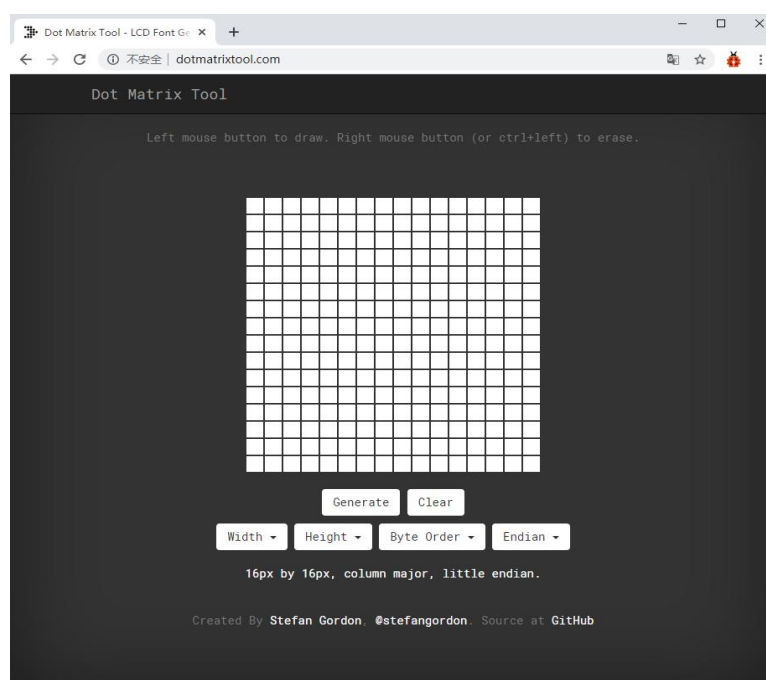 Dot Matrix Tool - LCD Font Ge
不安全 | dotmatrixtool.com
Dot Matrix Tool
Left mouse button to draw. Right mouse button (or ctrl+left) to erase.
Generate Clear
Width Height Byte Order Endian
16px by 16px, column major, little endian.
Created By Stefan Gordon, @stefangordon. Source at GitHub